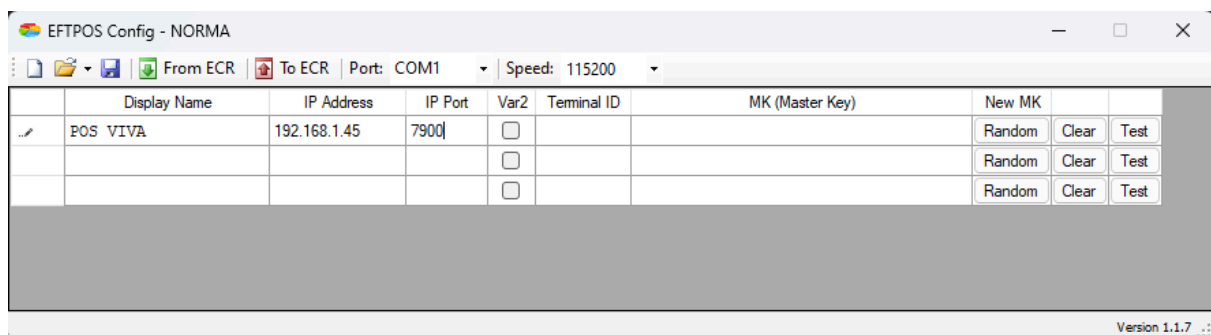 EFTPOS Config - NORMA
From ECR To ECR Port: COM1 Speed: 115200
Display Name IP Address IP Port Var2 Terminal ID MK (Master Key) New MK
POS VIVA 192.168.1.45 7900 Random Clear Test
Random Clear Test
Random Clear Test
Version 1.1.7